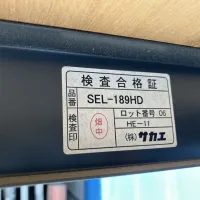 検査合格証
品番 SEL-189HD
検査印 畑中 ロット番号 06
HE-11
(株)サカエ